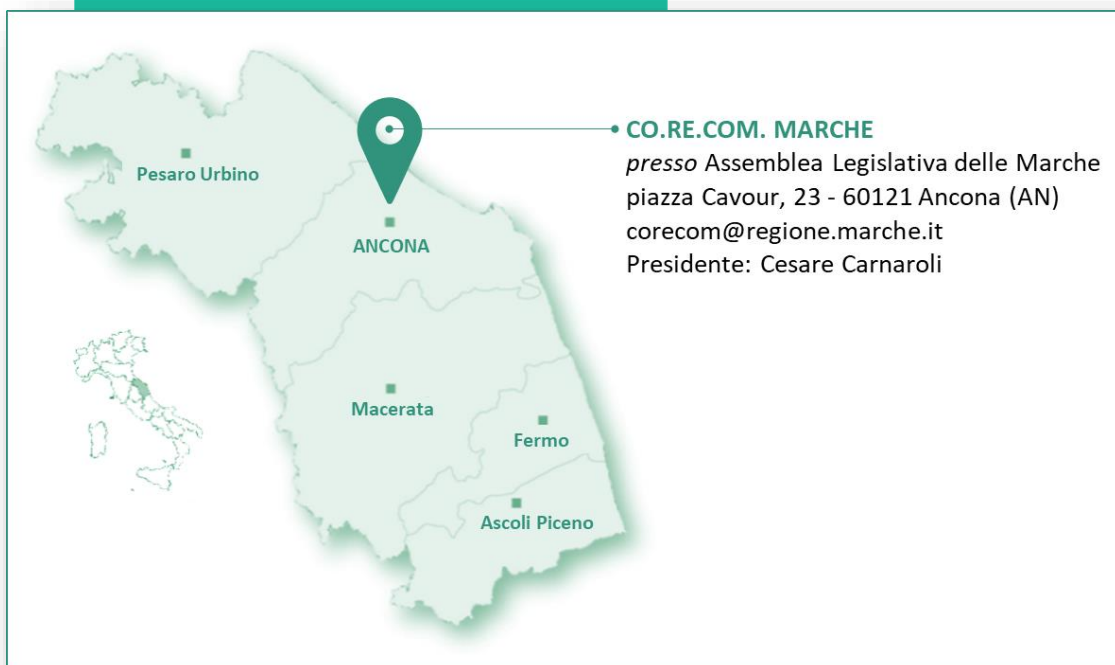 CO.RE.COM. MARCHE
presso Assemblea Legislativa delle Marche
piazza Cavour, 23 - 60121 Ancona (AN)
corecom@regione.marche.it
Presidente: Cesare Carnaroli
Pesaro Urbino
ANCONA
Macerata
Fermo
Ascoli Piceno